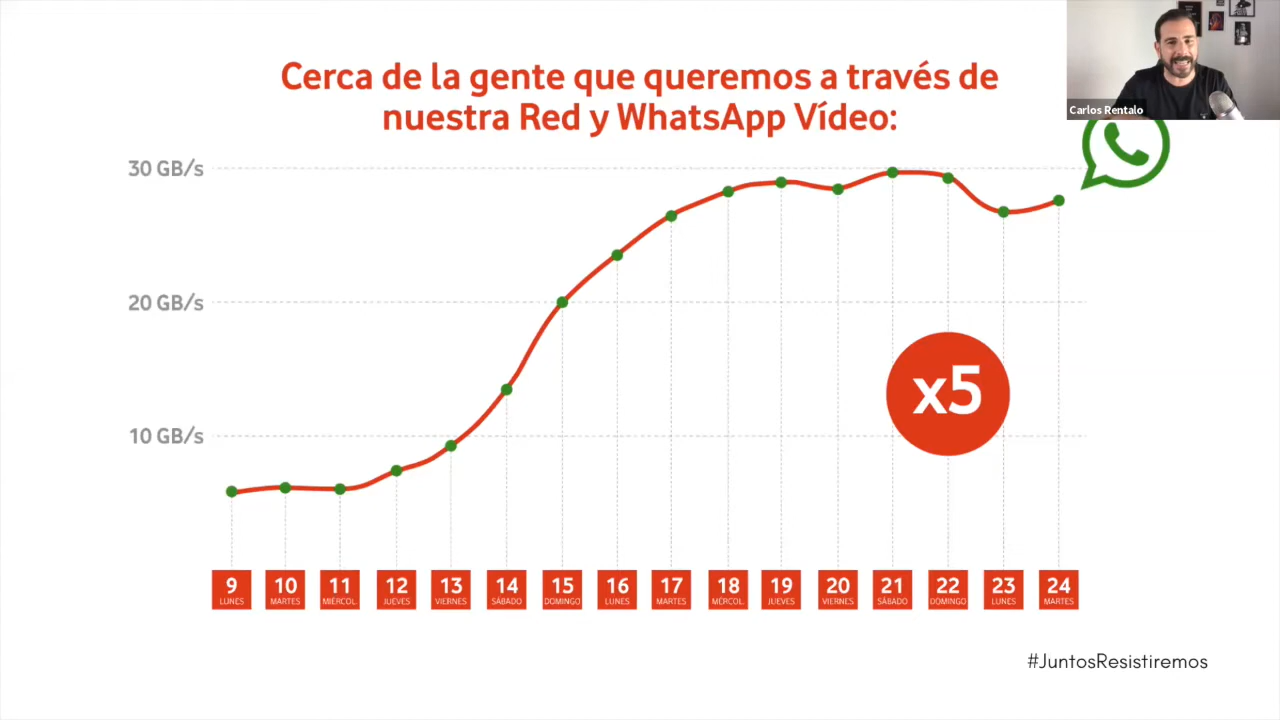 Cerca de la gente que queremos a través de
nuestra Red y WhatsApp Vídeo:
Carlos Rentalo
30 GB/s
20 GB/s
10 GB/s
x5
9
LUNES
10
MARTES
11
MIÉRCOL.
12
JUEVES
13
VIERNES
14
SÁBADO
15
DOMINGO
16
LUNES
17
MARTES
18
MÉRCOL.
19
JUEVES
20
VIERNES
21
SÁBADO
22
DOMINGO
23
LUNES
24
MARTES
#JuntosResistiremos